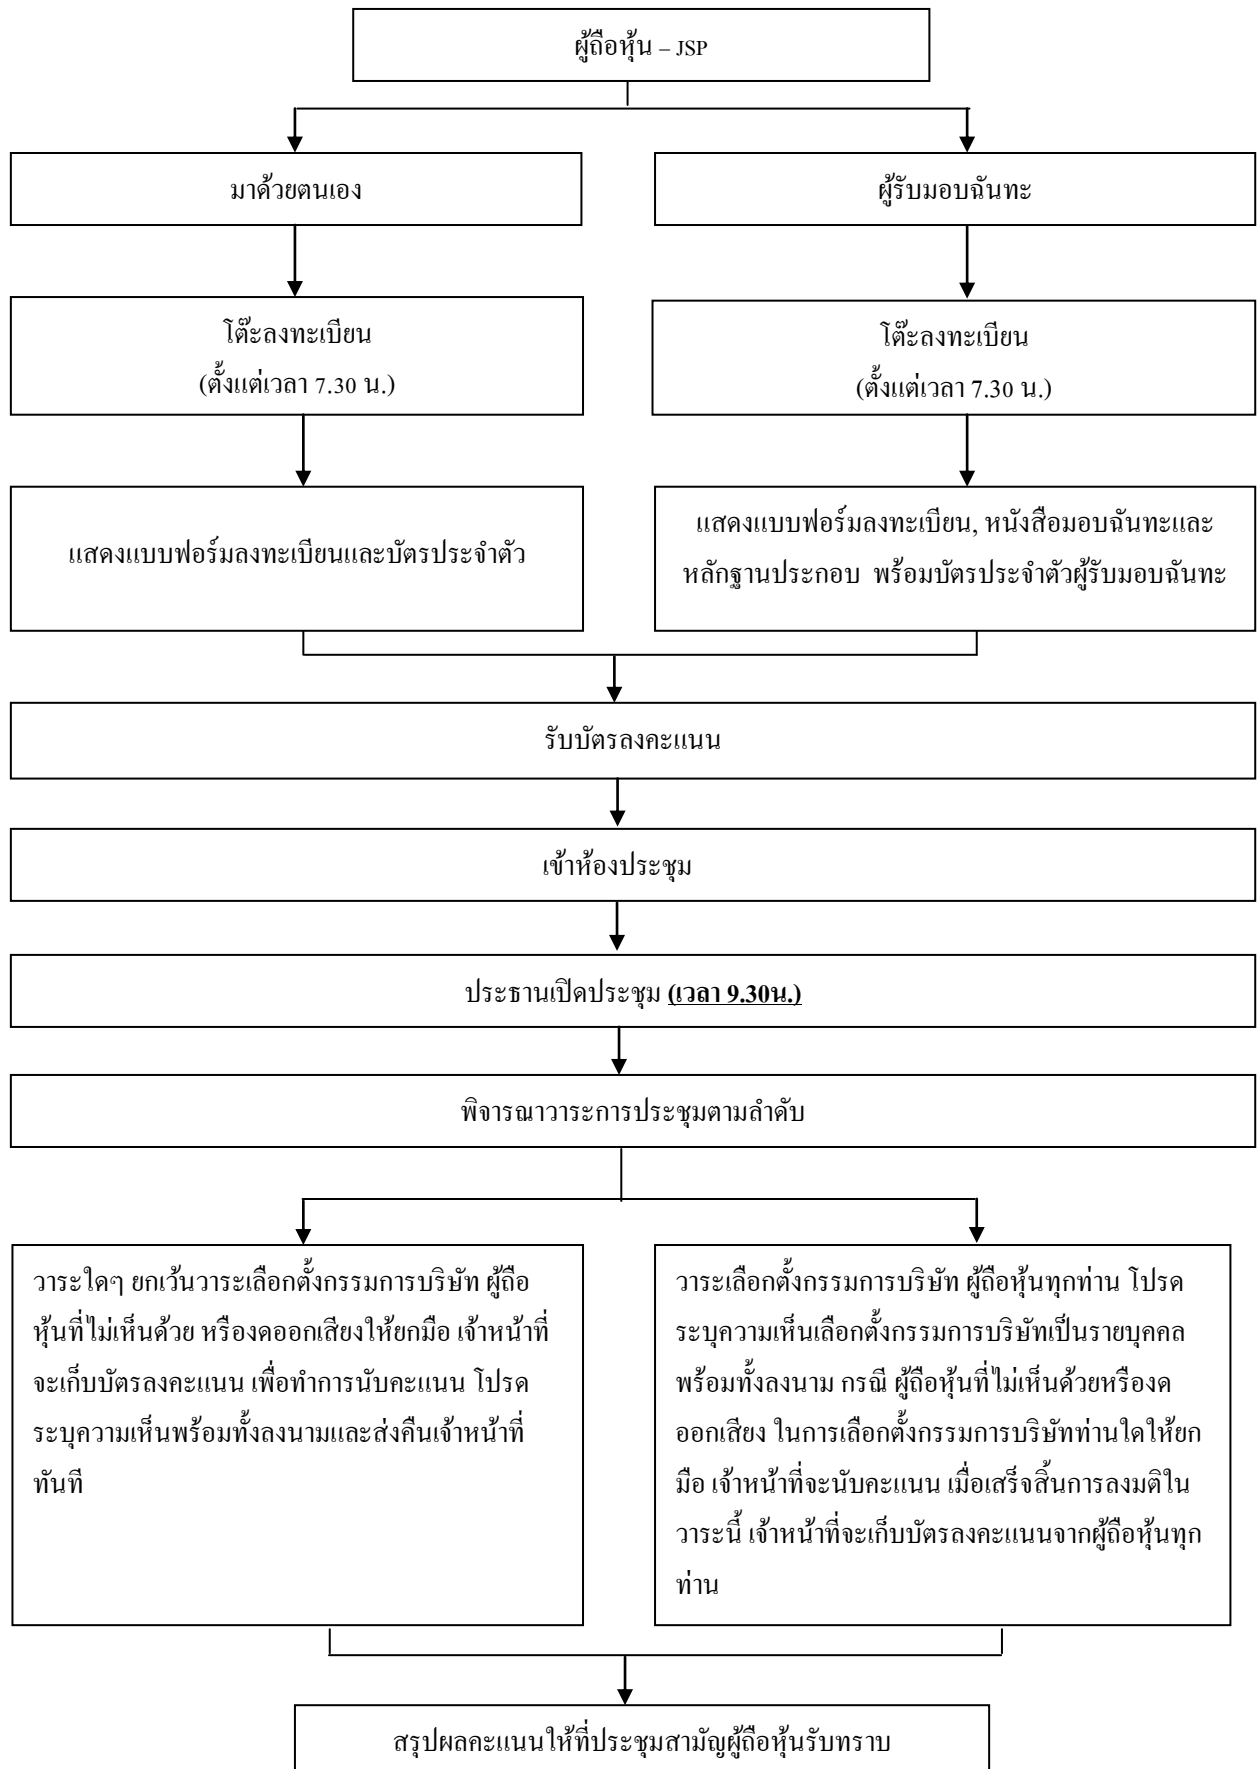 ผู้ถือหุ้น – JSP
มาด้วยตนเอง
ผู้รับมอบฉันทะ
โต๊ะลงทะเบียน
(ตั้งแต่เวลา 7.30 น.)
โต๊ะลงทะเบียน
(ตั้งแต่เวลา 7.30 น.)
แสดงแบบฟอร์มลงทะเบียนและบัตรประจำตัว
แสดงแบบฟอร์มลงทะเบียน, หนังสือมอบฉันทะและ
หลักฐานประกอบ พร้อมบัตรประจำตัวผู้รับมอบฉันทะ
รับบัตรลงคะแนน
เข้าห้องประชุม
ประธานเปิดประชุม (เวลา 9.30น.)
พิจารณาวาระการประชุมตามลำดับ
วาระใดๆ ยกเว้นวาระเลือกตั้งกรรมการบริษัท ผู้ถือ
หุ้นที่ไม่เห็นด้วย หรืองดออกเสียงให้ยกมือ เจ้าหน้าที่
จะเก็บบัตรลงคะแนน เพื่อทำการนับคะแนน โปรด
ระบุความเห็นพร้อมทั้งลงนามและส่งคืนเจ้าหน้าที่
ทันที
วาระเลือกตั้งกรรมการบริษัท ผู้ถือหุ้นทุกท่าน โปรด
ระบุความเห็นเลือกตั้งกรรมการบริษัทเป็นรายบุคคล
พร้อมทั้งลงนาม กรณี ผู้ถือหุ้นที่ไม่เห็นด้วยหรืองด
ออกเสียง ในการเลือกตั้งกรรมการบริษัทท่านใดให้ยก
มือ เจ้าหน้าที่จะนับคะแนน เมื่อเสร็จสิ้นการลงมติใน
วาระนี้ เจ้าหน้าที่จะเก็บบัตรลงคะแนนจากผู้ถือหุ้นทุก
ท่าน
สรุปผลคะแนนให้ที่ประชุมสามัญผู้ถือหุ้นรับทราบ